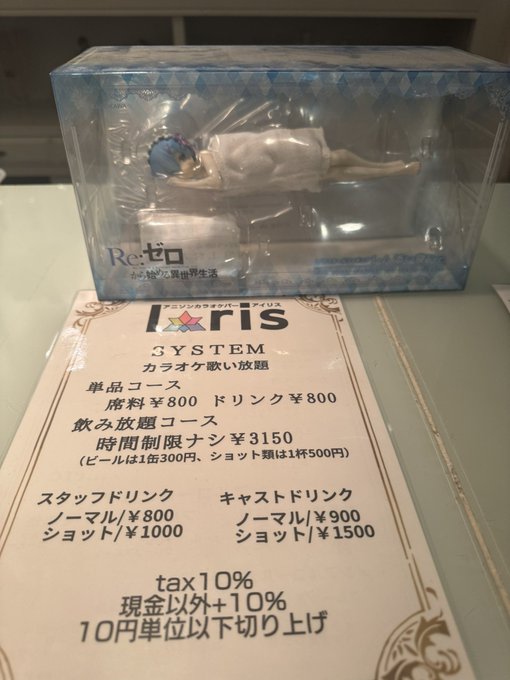 Re:ゼロ
から始める異世界生活
アニソンカラオケバー アイリス
I ris
SYSTEM
カラオケ歌い放題
単品コース
席料￥800 ドリンク￥800
飲み放題コース
時間制限ナシ￥3150
(ビールは1缶300円、ショット類は1杯500円)
スタッフドリンク
ノーマル/￥800
ショット/￥1000
キャストドリンク
ノーマル/￥900
ショット/￥1500
tax10%
現金以外+10%
10円単位以下切り上げ